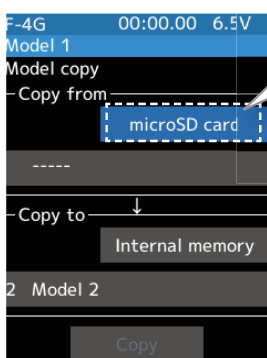 F-4G 00:00.00 6.5V
Model 1
Model copy
Copy from
microSD card
-----
Copy to ↓
Internal memory
2 Model 2
Copy